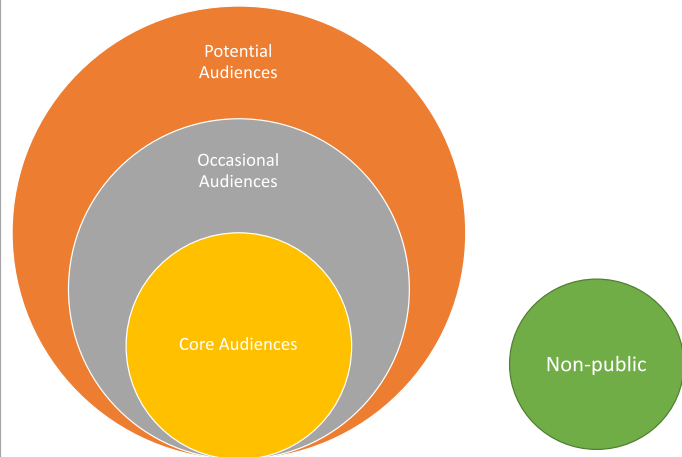 Potential
Audiences
Occasional
Audiences
Core Audiences
Non-public